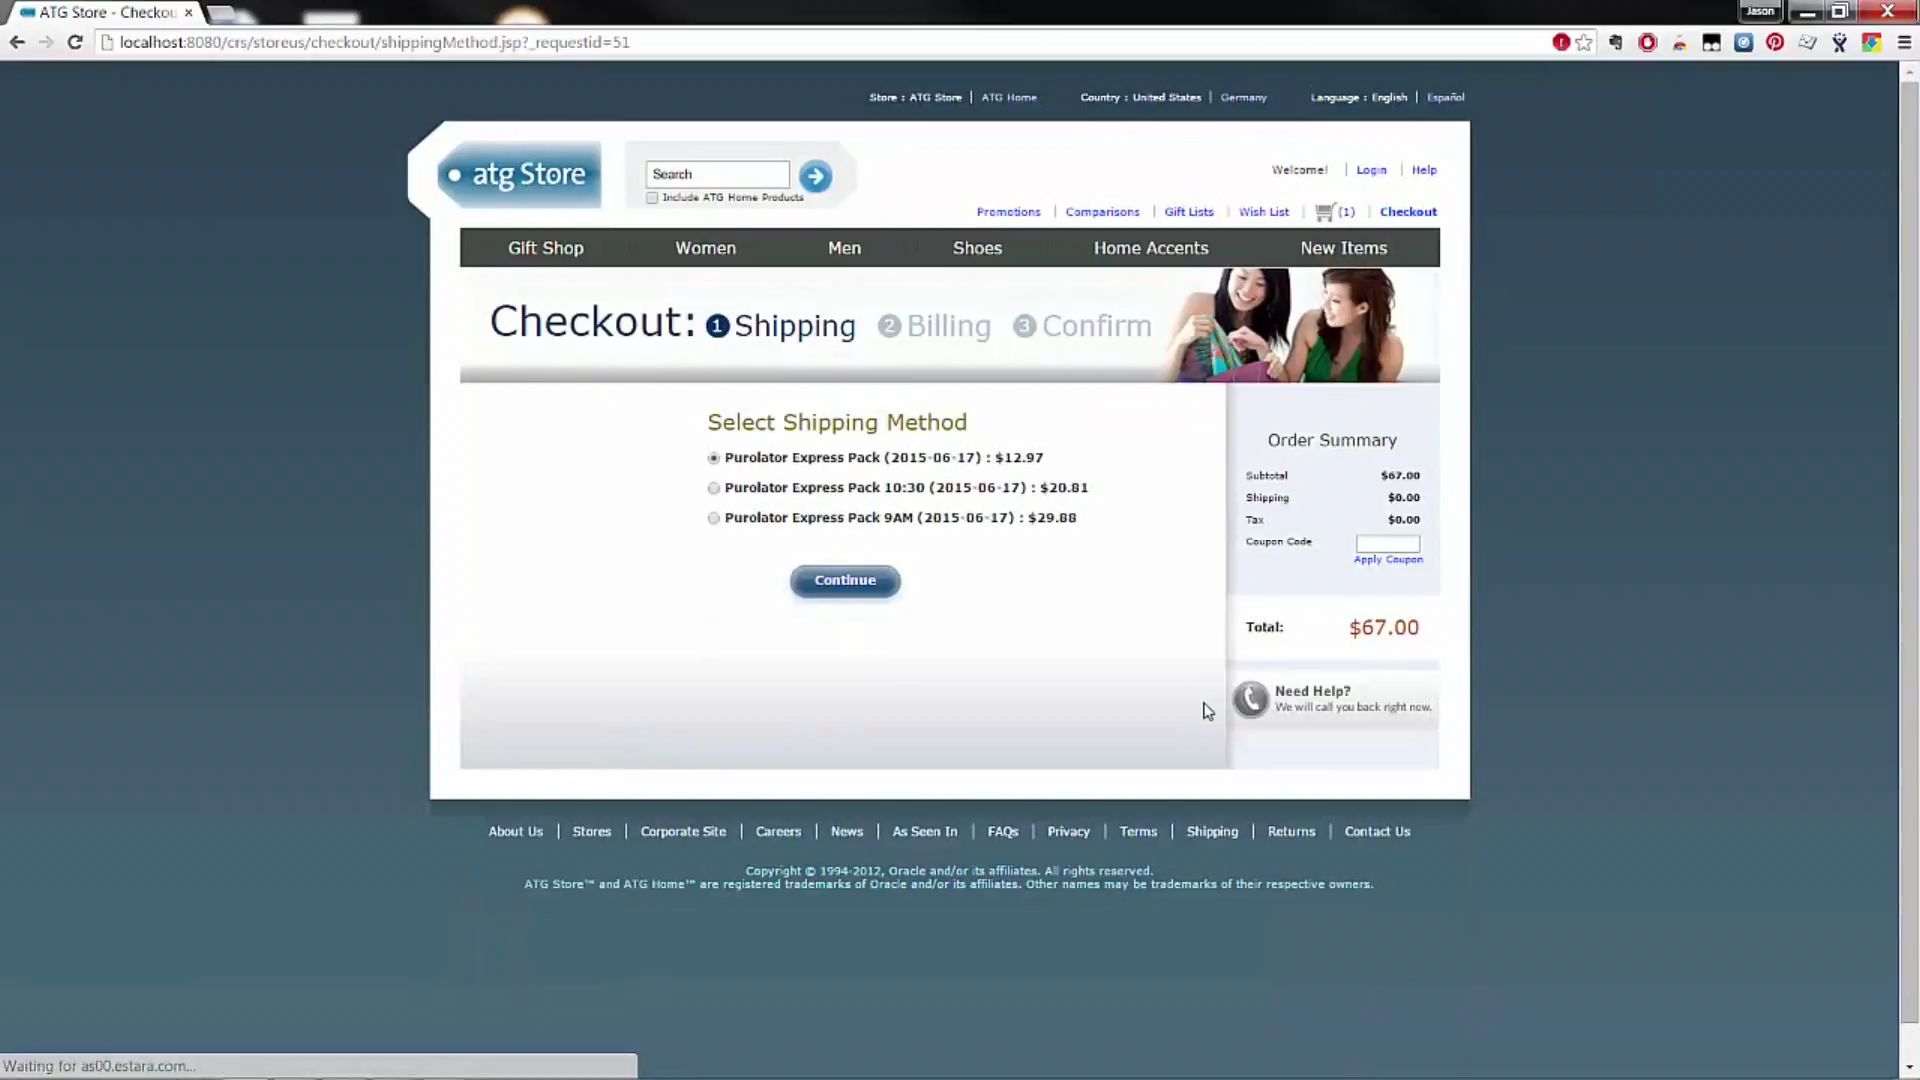 ATG Store - Checkou
Jason
localhost:8080/crs/storeus/checkout/shippingMethod.jsp?_requestid=51
Store : ATG Store | ATG Home Country : United States | Germany Language : English | Español
atg Store
Search
Include ATG Home Products
Welcome! | Login | Help
Promotions | Comparisons | Gift Lists | Wish List | (1) | Checkout
Gift Shop Women Men Shoes Home Accents New Items
Checkout: 1 Shipping 2 Billing 3 Confirm
Select Shipping Method
Purolator Express Pack (2015-06-17) : $12.97
Purolator Express Pack 10:30 (2015-06-17) : $20.81
Purolator Express Pack 9AM (2015-06-17) : $29.88
Continue
Order Summary
Subtotal $67.00
Shipping $0.00
Tax $0.00
Coupon Code
Apply Coupon
Total: $67.00
Need Help?
We will call you back right now.
About Us | Stores | Corporate Site | Careers | News | As Seen In | FAQs | Privacy | Terms | Shipping | Returns | Contact Us
Copyright © 1994-2012, Oracle and/or its affiliates. All rights reserved.
ATG Store™ and ATG Home™ are registered trademarks of Oracle and/or its affiliates. Other names may be trademarks of their respective owners.
Waiting for as00.estara.com...